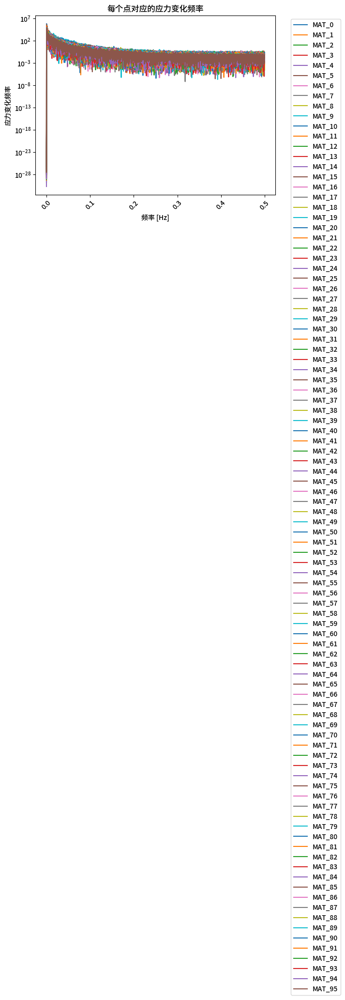 每个点对应的应力变化频率
10^7
10^2
10^-3
10^-8
10^-13
10^-18
10^-23
10^-28
应力变化频率
0.0
0.1
0.2
0.3
0.4
0.5
频率 [Hz]
MAT_0
MAT_1
MAT_2
MAT_3
MAT_4
MAT_5
MAT_6
MAT_7
MAT_8
MAT_9
MAT_10
MAT_11
MAT_12
MAT_13
MAT_14
MAT_15
MAT_16
MAT_17
MAT_18
MAT_19
MAT_20
MAT_21
MAT_22
MAT_23
MAT_24
MAT_25
MAT_26
MAT_27
MAT_28
MAT_29
MAT_30
MAT_31
MAT_32
MAT_33
MAT_34
MAT_35
MAT_36
MAT_37
MAT_38
MAT_39
MAT_40
MAT_41
MAT_42
MAT_43
MAT_44
MAT_45
MAT_46
MAT_47
MAT_48
MAT_49
MAT_50
MAT_51
MAT_52
MAT_53
MAT_54
MAT_55
MAT_56
MAT_57
MAT_58
MAT_59
MAT_60
MAT_61
MAT_62
MAT_63
MAT_64
MAT_65
MAT_66
MAT_67
MAT_68
MAT_69
MAT_70
MAT_71
MAT_72
MAT_73
MAT_74
MAT_75
MAT_76
MAT_77
MAT_78
MAT_79
MAT_80
MAT_81
MAT_82
MAT_83
MAT_84
MAT_85
MAT_86
MAT_87
MAT_88
MAT_89
MAT_90
MAT_91
MAT_92
MAT_93
MAT_94
MAT_95